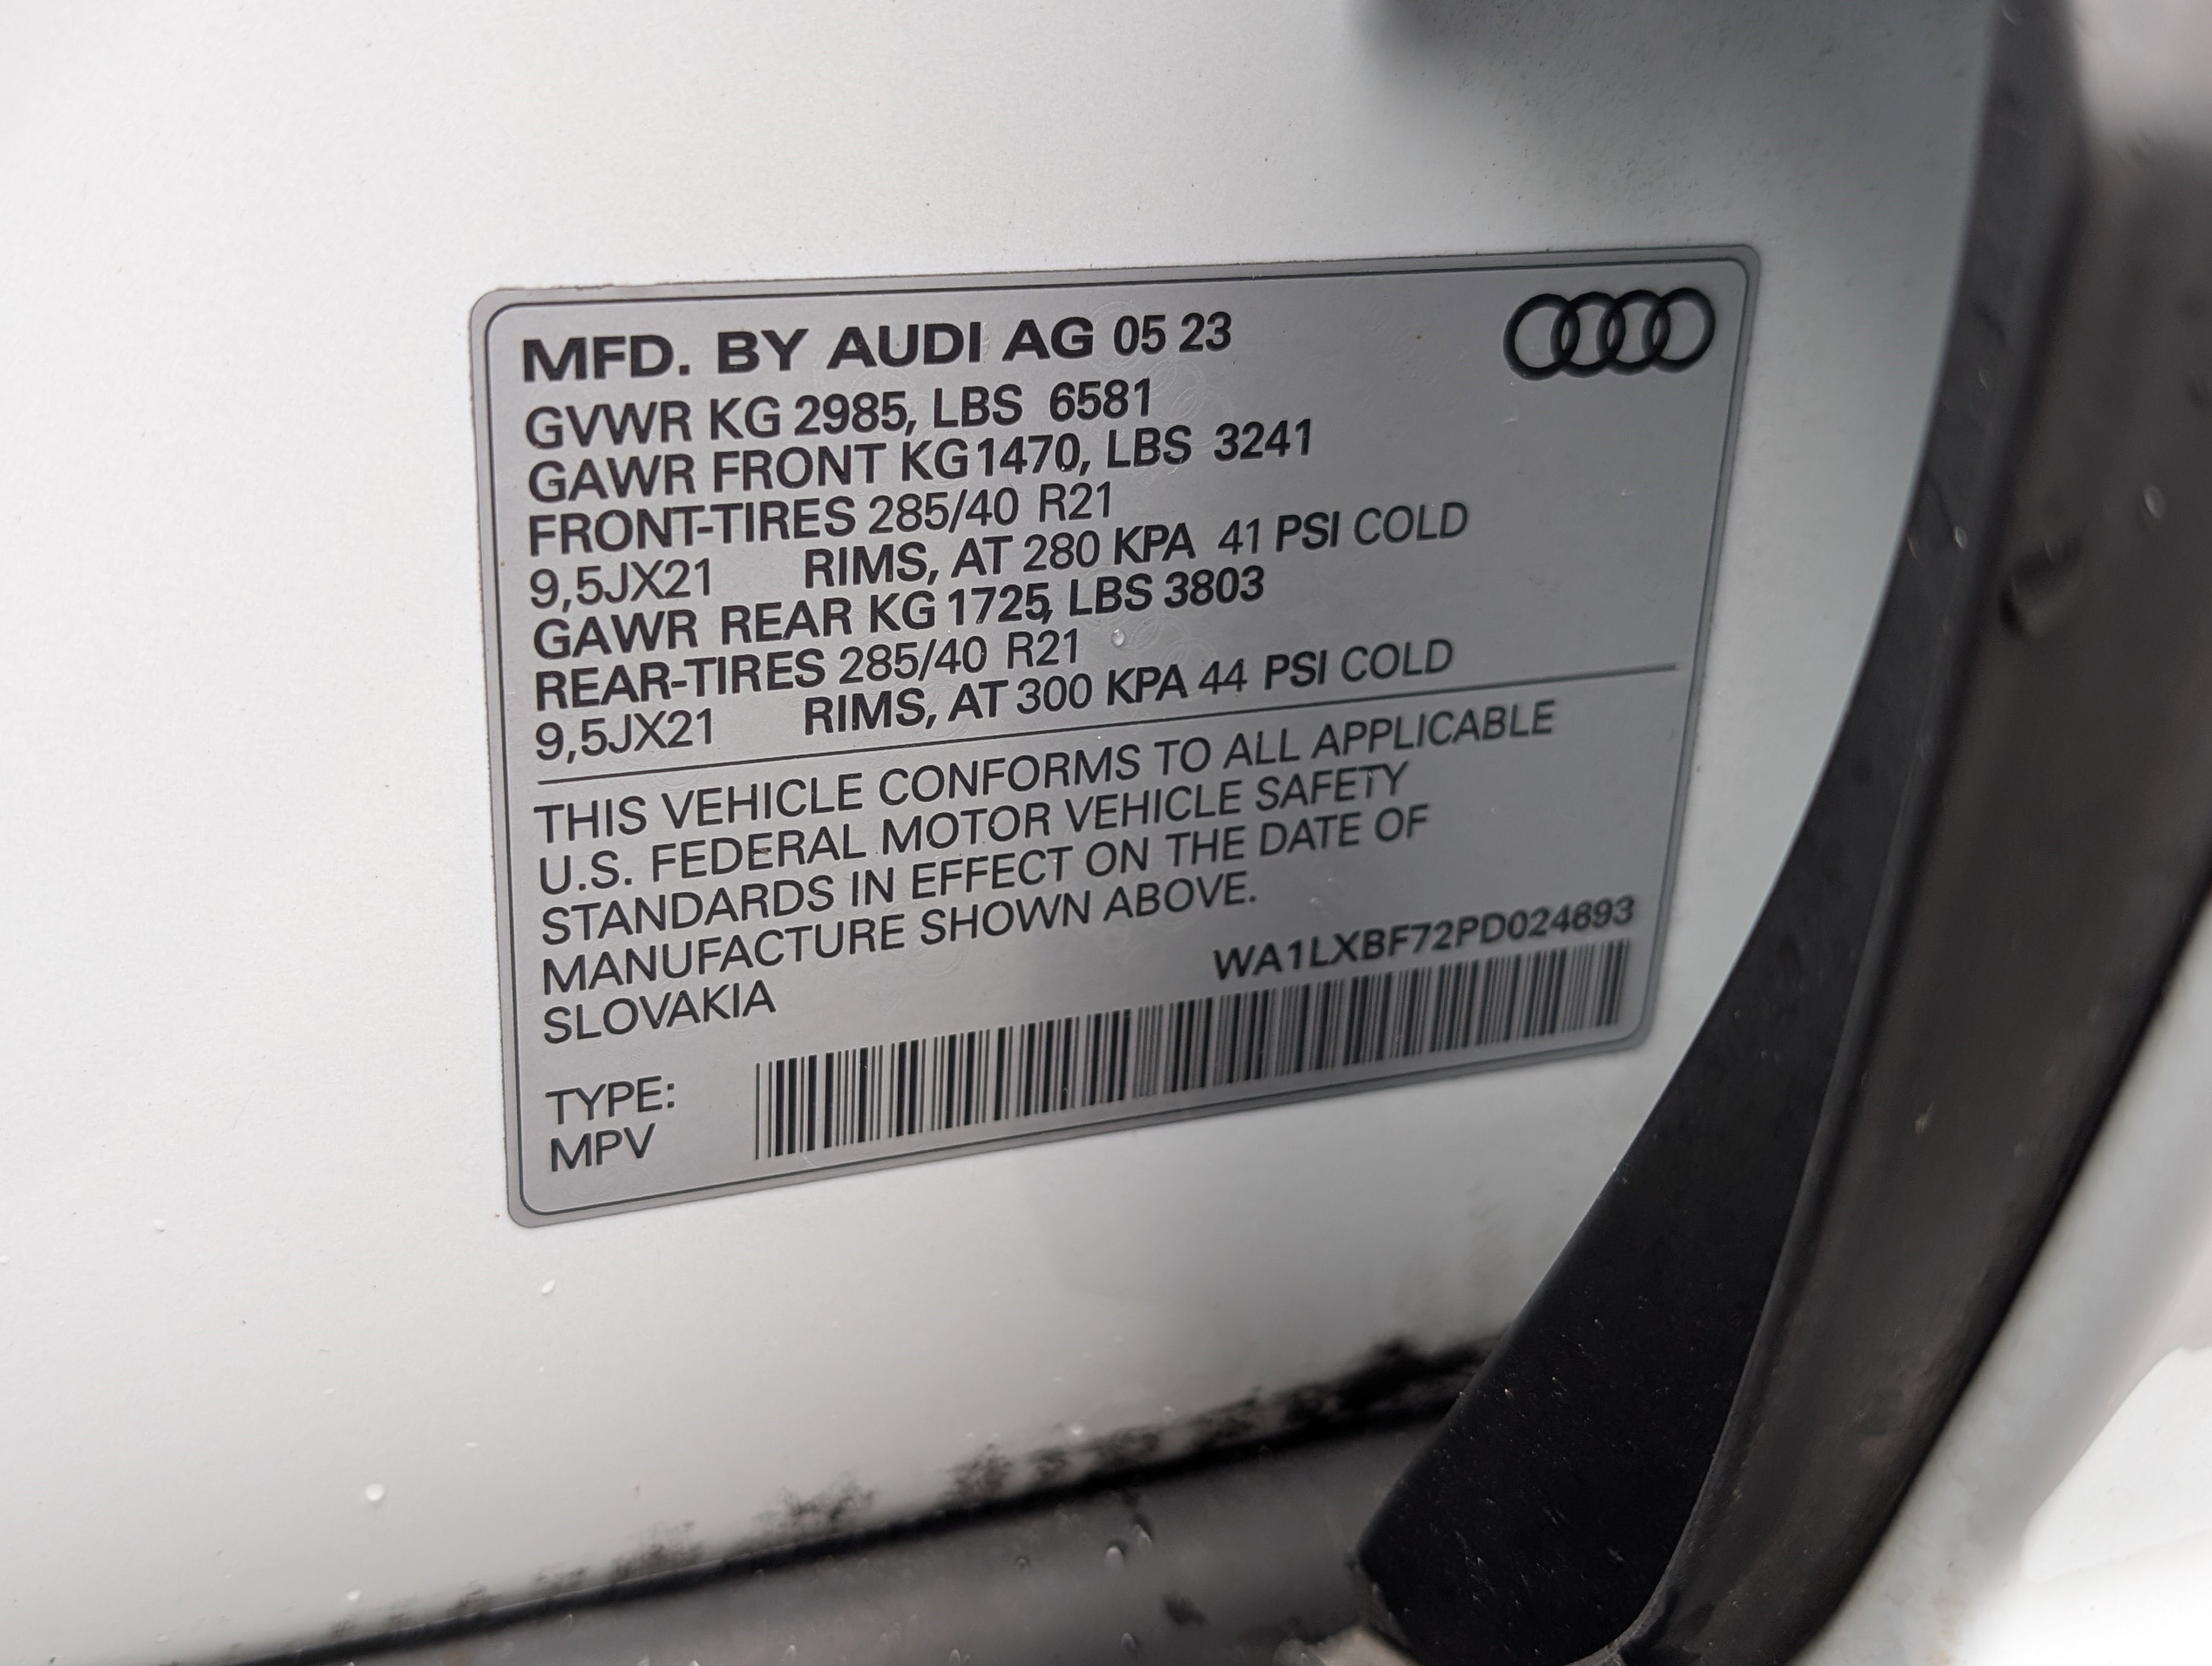 MFD. BY AUDI AG 05 23
GVWR KG 2985, LBS 6581
GAWR FRONT KG 1470, LBS 3241
FRONT-TIRES 285/40 R21
9,5JX21 RIMS, AT 280 KPA 41 PSI COLD
GAWR REAR KG 1725, LBS 3803
REAR-TIRES 285/40 R21
9,5JX21 RIMS, AT 300 KPA 44 PSI COLD
THIS VEHICLE CONFORMS TO ALL APPLICABLE
U.S. FEDERAL MOTOR VEHICLE SAFETY
STANDARDS IN EFFECT ON THE DATE OF
MANUFACTURE SHOWN ABOVE.
SLOVAKIA
WA1LXBF72PD024693
TYPE:
MPV